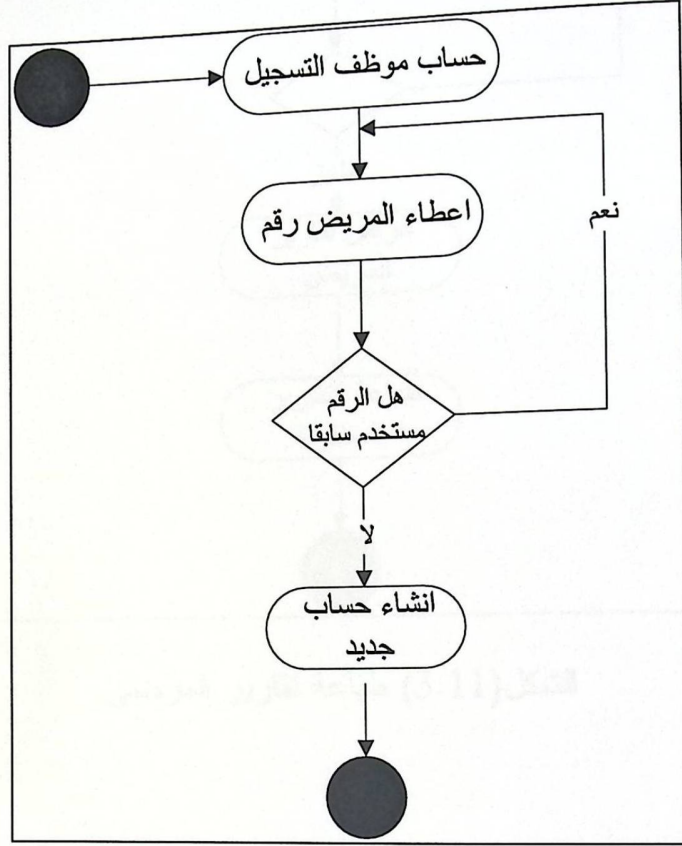 حساب موظف التسجيل
اعطاء المريض رقم
نعم
هل الرقم
مستخدم سابقا
لا
انشاء حساب
جديد